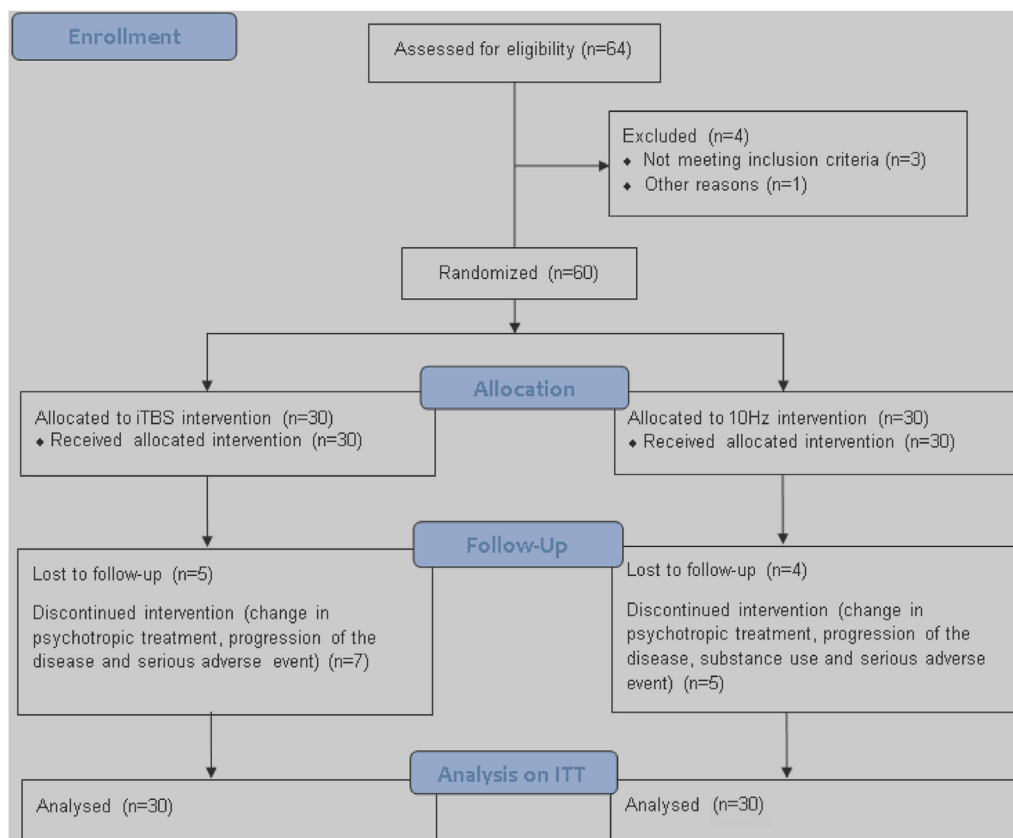 Enrollment
Assessed for eligibility (n=64)
Excluded (n=4)
♦ Not meeting inclusion criteria (n=3)
♦ Other reasons (n=1)
Randomized (n=60)
Allocation
Allocated to iTBS intervention (n=30)
♦ Received allocated intervention (n=30)
Allocated to 10Hz intervention (n=30)
♦ Received allocated intervention (n=30)
Follow-Up
Lost to follow-up (n=5)
Discontinued intervention (change in
psychotropic treatment, progression of the
disease and serious adverse event) (n=7)
Lost to follow-up (n=4)
Discontinued intervention (change in
psychotropic treatment, progression of the
disease, substance use and serious adverse
event) (n=5)
Analysis on ITT
Analysed (n=30)
Analysed (n=30)